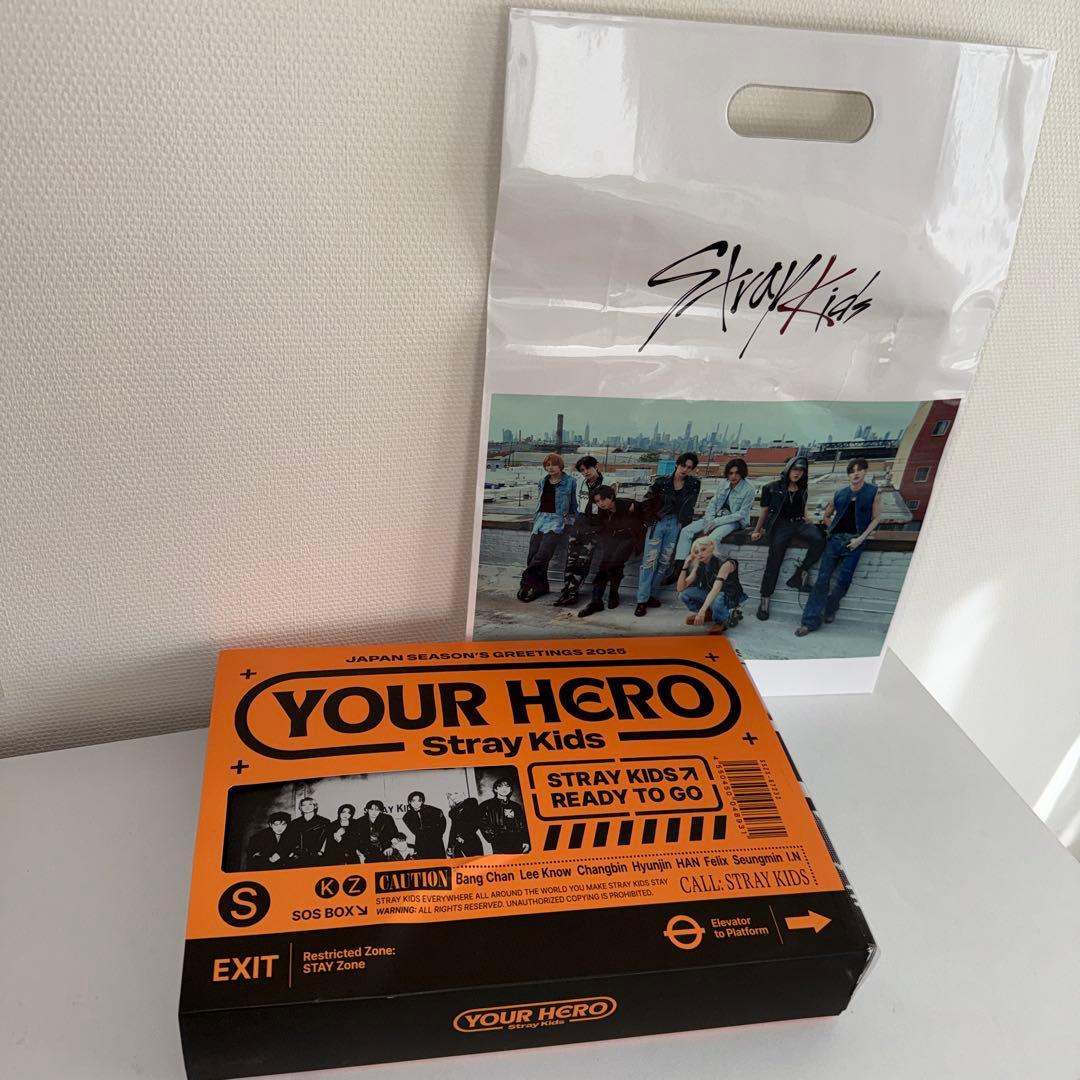 Stray Kids
JAPAN SEASON'S GREETINGS 2025
YOUR HERO
Stray Kids
STRAY KIDS↗
READY TO GO
4 550450 048931
CAUTION
Bang Chan Lee Know Changbin Hyunjin HAN Felix Seungmin I.N
STRAY KIDS EVERYWHERE ALL AROUND THE WORLD YOU MAKE STRAY KIDS STAY
WARNING: ALL RIGHTS RESERVED. UNAUTHORIZED COPYING IS PROHIBITED.
CALL: STRAY KIDS
S
K Z
SOS BOX↘
EXIT
Restricted Zone:
STAY Zone
Elevator
to Platform
YOUR HERO
Stray Kids